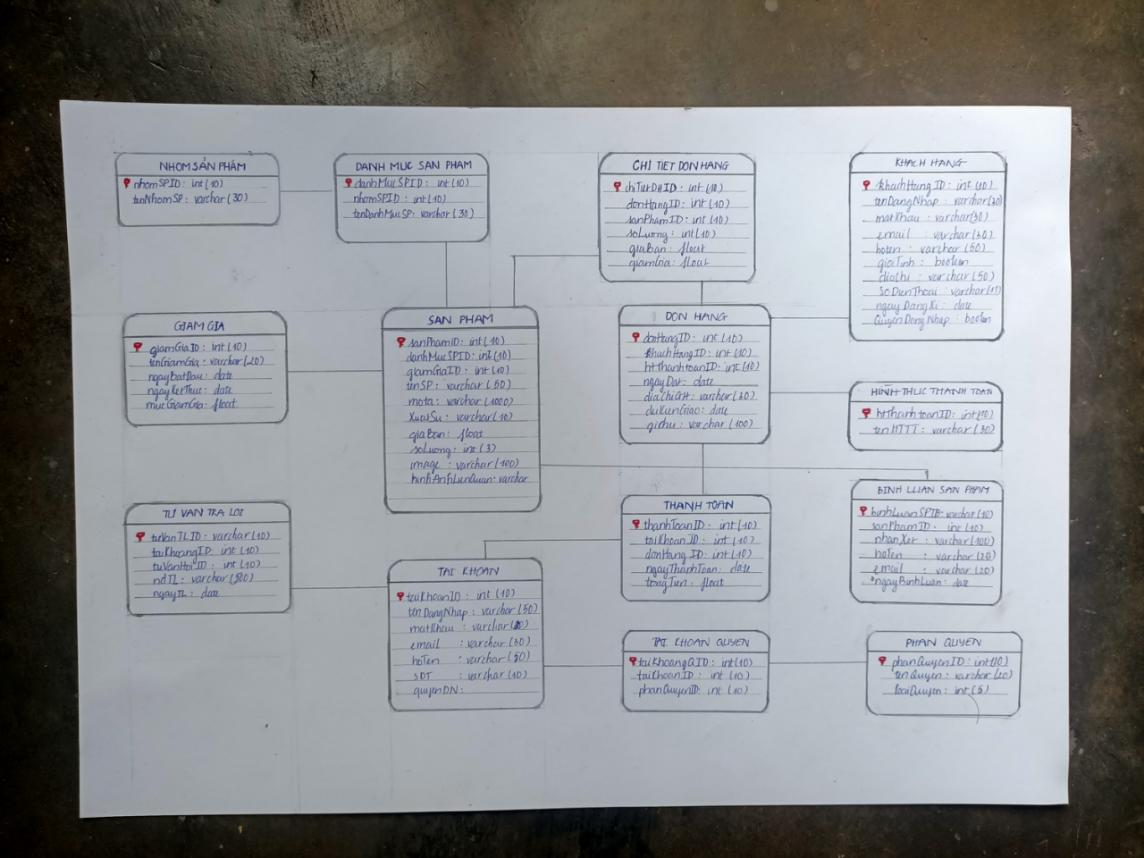 NHOM SẢN PHẨM
nhomSPID: int(10)
tenNhomSP: varchar(30)
DANH MUC SAN PHAM
danhMucSPID: int(10)
nhomSPID: int(10)
tenDanhMucSP: varchar(30)
CHI TIET DON HANG
chiTietDHID: int(10)
donHangID: int(10)
sanPhamID: int(10)
soLuong: int(10)
giaBan: float
giamGia: float
KHACH HANG
khachHangID: int(10)
tenDangNhap: varchar(30)
matKhau: varchar(30)
email: varchar(30)
hoten: varchar(50)
gioiTinh: boolean
diachi: varchar(50)
SoDienThoai: varchar(11)
ngayDangKi: date
QuyenDangNhap: boolen
GIAM GIA
giamGiaID: int(10)
tenGiamGia: varchar(20)
ngayBatDau: date
ngayKetThuc: date
mucGiamGia: float
SAN PHAM
sanPhamID: int(10)
danhMucSPID: int(10)
giamGiaID: int(10)
tenSP: varchar(50)
mota: varchar(1000)
XuatSu: varchar(10)
giaBan: float
soLuong: int(3)
image: varchar(100)
hinhAnhLienQuan: varchar
DON HANG
donHangID: int(10)
khachHangID: int(10)
htthanhtoanID: int(10)
ngayDat: date
diaChiGH: varchar(30)
duKienGiao: date
gichu: varchar(100)
HÌNH THUC THANH TOAN
htThanhtoanID: int(10)
tenHTTT: varchar(30)
BINH LUAN SAN PHAM
binhLuanSPID: varchar(10)
sanPhamID: int(10)
nhanXet: varchar(100)
hoTen: varchar(20)
email: varchar(20)
ngayBinhLuan: date
TU VAN TRA LOI
tuVanTLID: varchar(10)
taiKhoangID: int(10)
tuVanHoiID: int(10)
ndTL: varchar(500)
ngayTL: date
TAI KHOAN
taiKhoanID: int(10)
tenDangNhap: varchar(50)
matKhau: varchar(20)
email: varchar(50)
hoTen: varchar(50)
SDT: varchar(10)
quyenDN:
THANH TOAN
thanhToanID: int(10)
taiKhoanID: int(10)
donHangID: int(10)
ngayThanhToan: date
tongTien: float
TAI KHOAN QUYEN
taiKhoangQID: int(10)
taiKhoanID: int(10)
phanQuyenID: int(10)
PHAN QUYEN
phanQuyenID: int(10)
tenQuyen: varchar(20)
loaiQuyen: int(5)